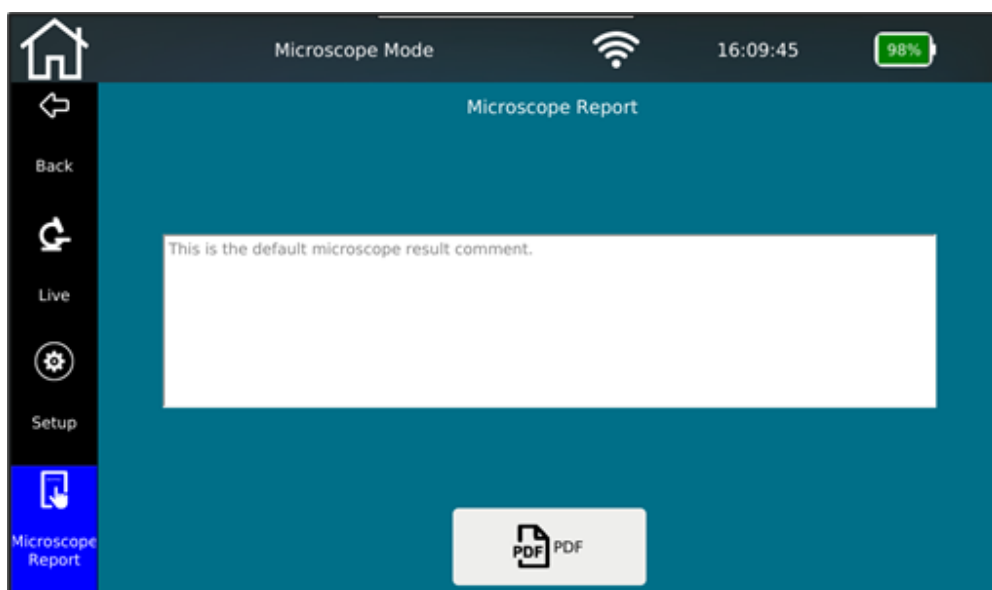 Microscope Mode
16:09:45
98%
Microscope Report
Back
This is the default microscope result comment.
Live
Setup
Microscope
Report
PDF PDF